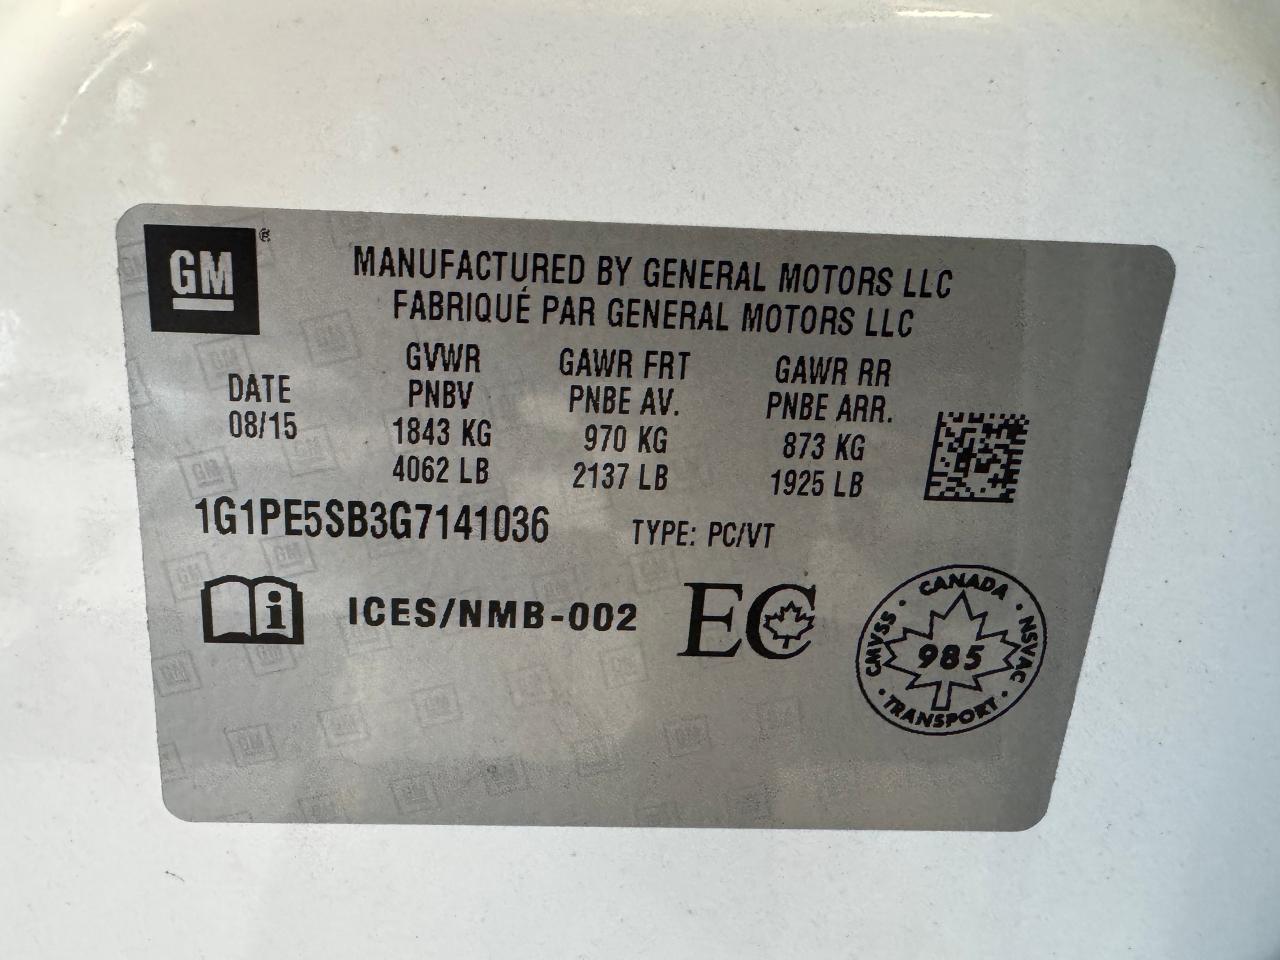 GM ®
MANUFACTURED BY GENERAL MOTORS LLC
FABRIQUÉ PAR GENERAL MOTORS LLC
DATE
08/15
GVWR
PNBV
1843 KG
4062 LB
GAWR FRT
PNBE AV.
970 KG
2137 LB
GAWR RR
PNBE ARR.
873 KG
1925 LB
1G1PE5SB3G7141036
TYPE: PC/VT
i
ICES/NMB-002
EC
CANADA
CMVSS • NSVAC
985
TRANSPORT